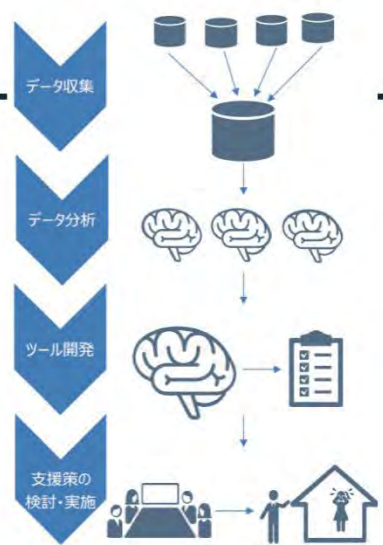 データ収集
データ分析
ツール開発
支援策の
検討・実施